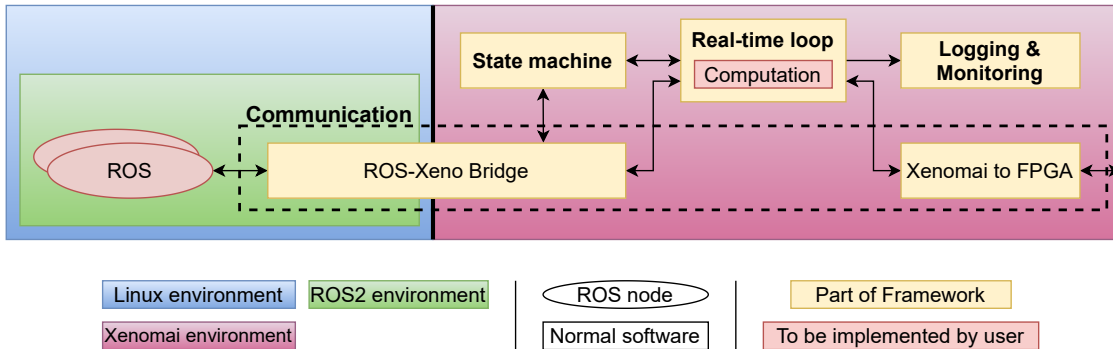 State machine
Real-time loop
Computation
Logging &
Monitoring
Communication
ROS
ROS-Xeno Bridge
Xenomai to FPGA
Linux environment
ROS2 environment
ROS node
Part of Framework
Xenomai environment
Normal software
To be implemented by user